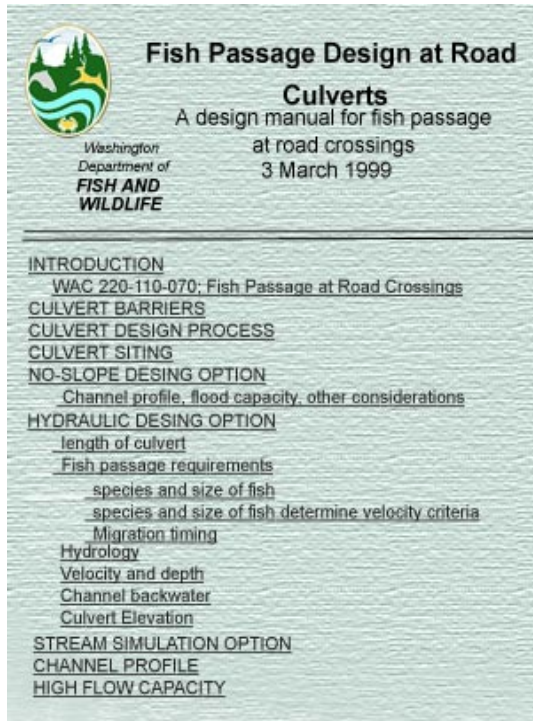 Fish Passage Design at Road
Culverts
A design manual for fish passage
at road crossings
3 March 1999
Washington
Department of
FISH AND
WILDLIFE
INTRODUCTION
WAC 220-110-070; Fish Passage at Road Crossings
CULVERT BARRIERS
CULVERT DESIGN PROCESS
CULVERT SITING
NO-SLOPE DESING OPTION
Channel profile, flood capacity, other considerations
HYDRAULIC DESING OPTION
length of culvert
Fish passage requirements
species and size of fish
species and size of fish determine velocity criteria
Migration timing
Hydrology
Velocity and depth
Channel backwater
Culvert Elevation
STREAM SIMULATION OPTION
CHANNEL PROFILE
HIGH FLOW CAPACITY